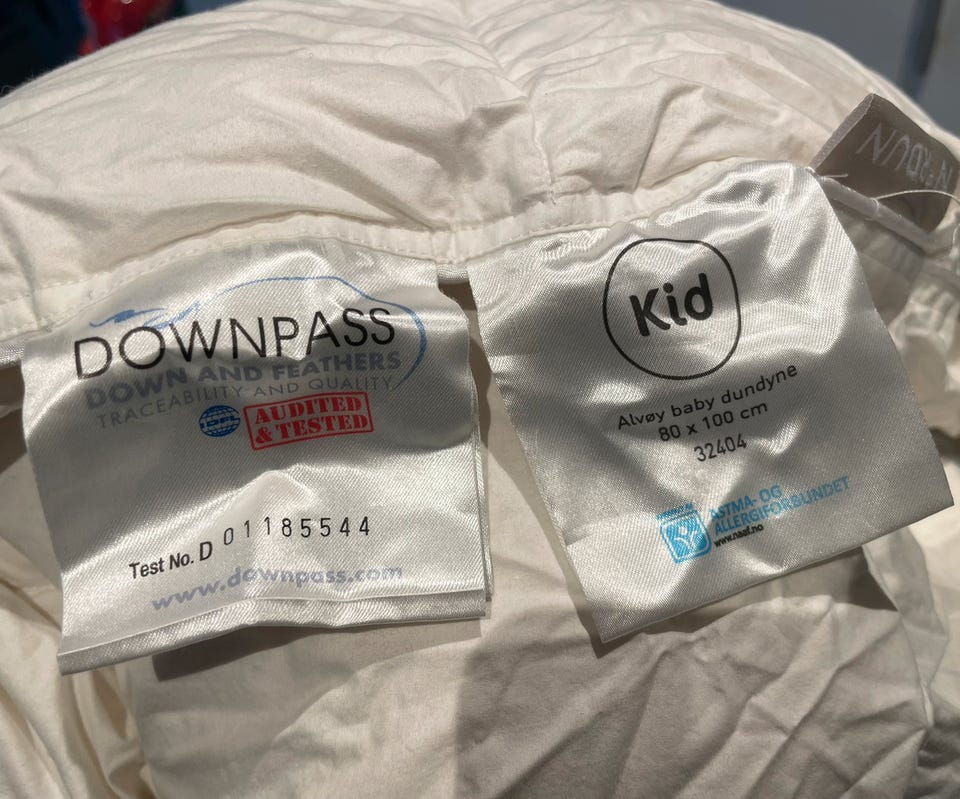 DOWNPASS
DOWN AND FEATHERS
TRACEABILITY AND QUALITY
AUDITED
& TESTED
Test No. D 01185544
www.downpass.com
Kid
Alvøy baby dundyne
80 x 100 cm
32404
ASTMA- OG
ALLERGIFORBUNDET
www.naaf.no